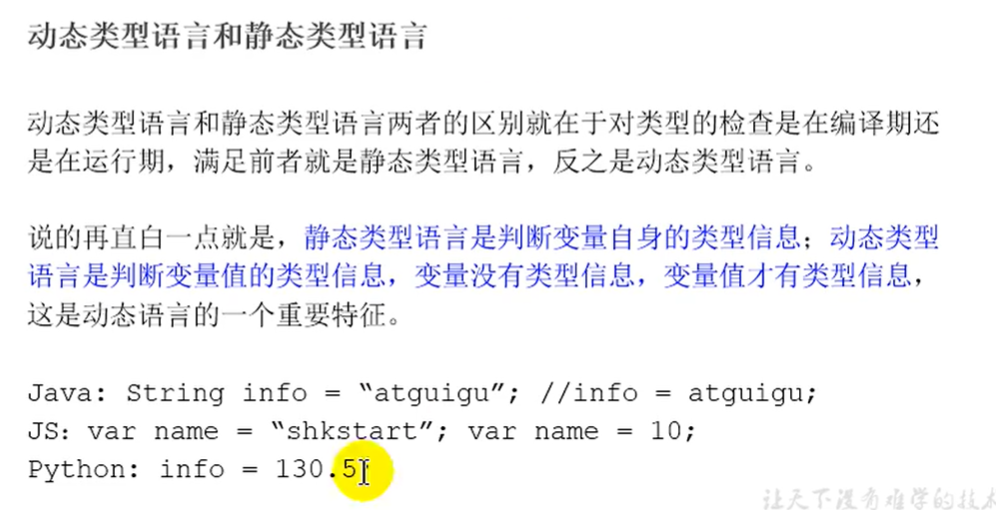 动态类型语言和静态类型语言
动态类型语言和静态类型语言两者的区别就在于对类型的检查是在编译期还
是在运行期，满足前者就是静态类型语言，反之是动态类型语言。
说的再直白一点就是，静态类型语言是判断变量自身的类型信息；动态类型
语言是判断变量值的类型信息，变量没有类型信息，变量值才有类型信息，
这是动态语言的一个重要特征。
Java: String info = “atguigu”; //info = atguigu;
JS: var name = “shkstart”; var name = 10;
Python: info = 130.5
让天下没有难学的技术